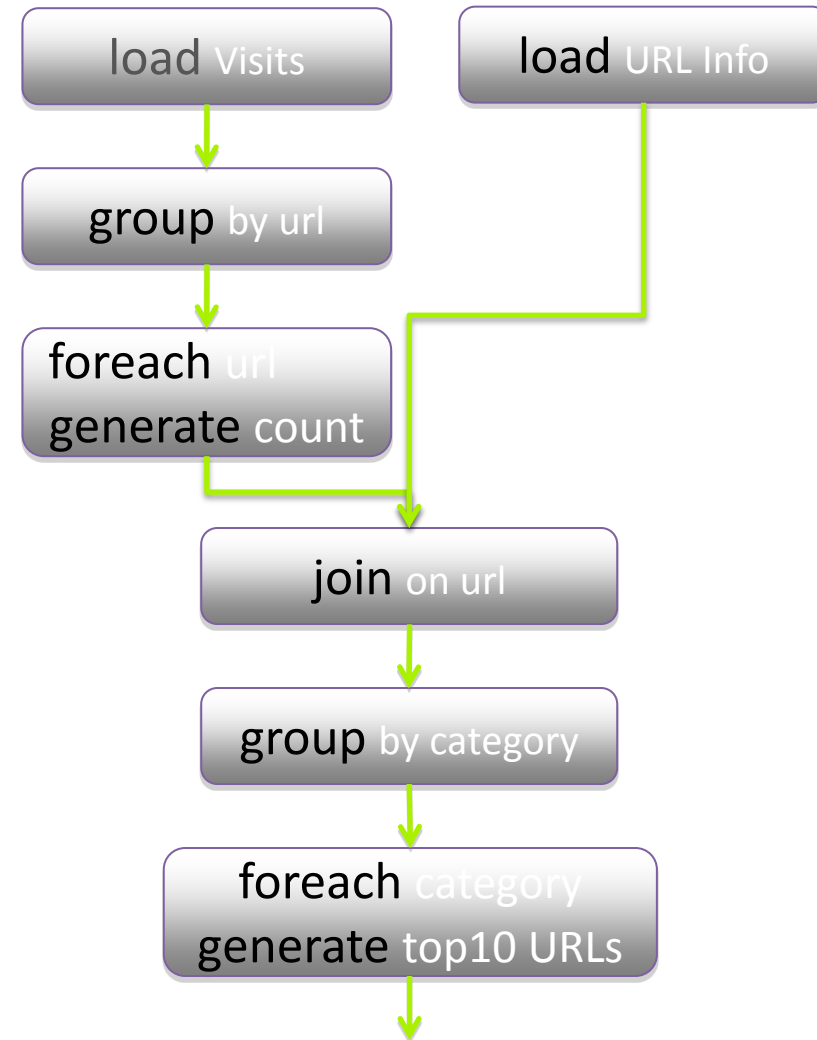 load Visits
load URL Info
group by url
foreach url
generate count
join on url
group by category
foreach category
generate top10 URLs